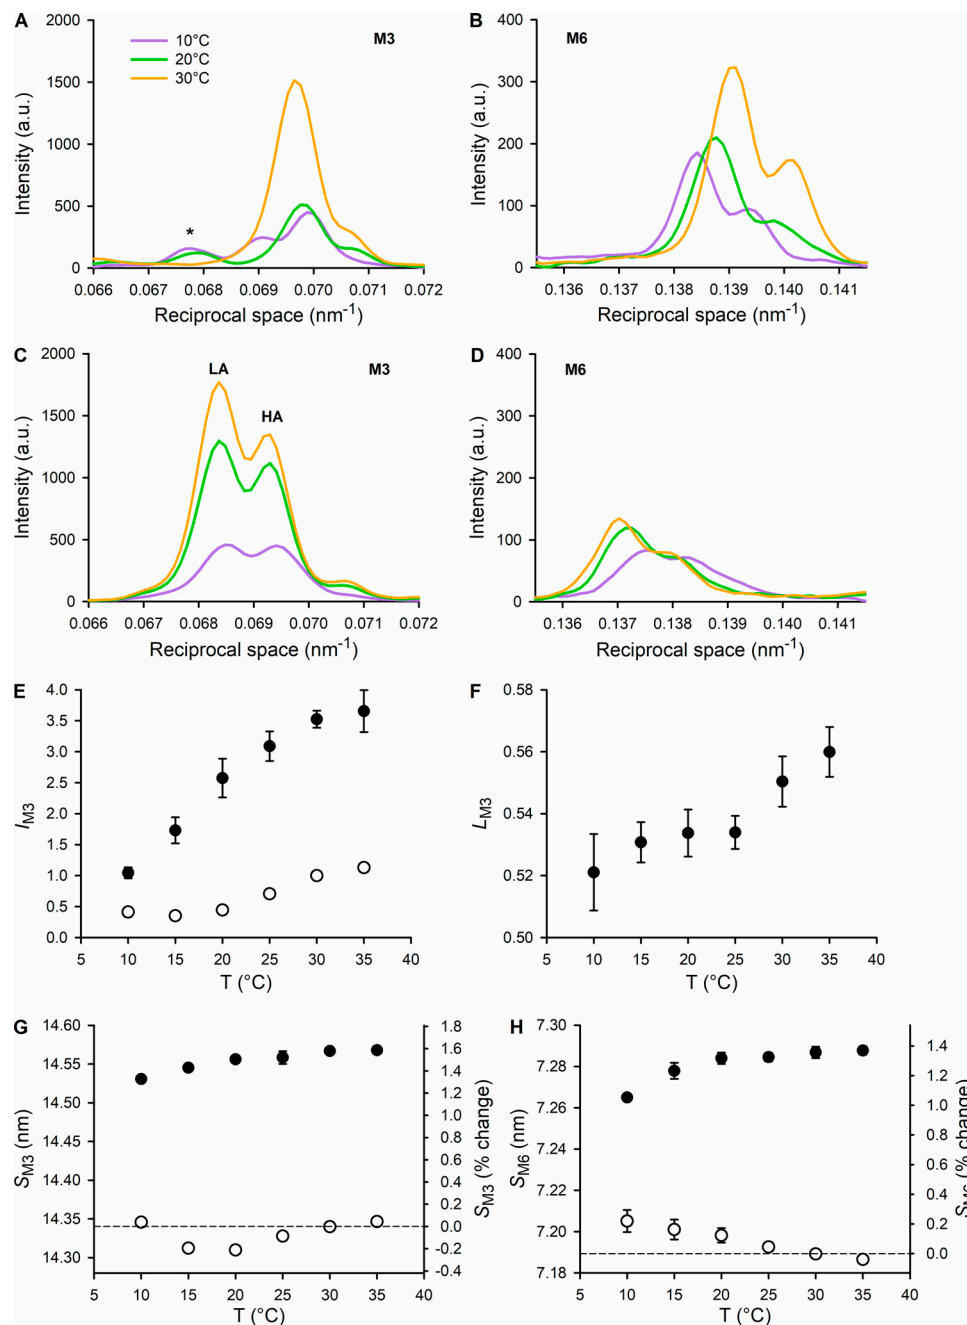 A
M3
10°C
20°C
30°C
*
2000
1500
1000
500
0
Intensity (a.u.)
0.066 0.067 0.068 0.069 0.070 0.071 0.072
Reciprocal space (nm-1)
B
M6
400
300
200
100
0
Intensity (a.u.)
0.136 0.137 0.138 0.139 0.140 0.141
Reciprocal space (nm-1)
C
M3
LA
HA
2000
1500
1000
500
0
Intensity (a.u.)
0.066 0.067 0.068 0.069 0.070 0.071 0.072
Reciprocal space (nm-1)
D
M6
400
300
200
100
0
Intensity (a.u.)
0.136 0.137 0.138 0.139 0.140 0.141
Reciprocal space (nm-1)
E
4.0
3.5
3.0
2.5
2.0
1.5
1.0
0.5
0.0
IM3
5 10 15 20 25 30 35 40
T (°C)
F
0.58
0.56
0.54
0.52
0.50
LM3
5 10 15 20 25 30 35 40
T (°C)
G
14.60
14.55
14.50
14.45
14.40
14.35
14.30
SM3 (nm)
1.8
1.6
1.4
1.2
1.0
0.8
0.6
0.4
0.2
0.0
-0.2
-0.4
SM3 (% change)
5 10 15 20 25 30 35 40
T (°C)
H
7.30
7.28
7.26
7.24
7.22
7.20
7.18
SM6 (nm)
1.4
1.2
1.0
0.8
0.6
0.4
0.2
0.0
SM6 (% change)
5 10 15 20 25 30 35 40
T (°C)